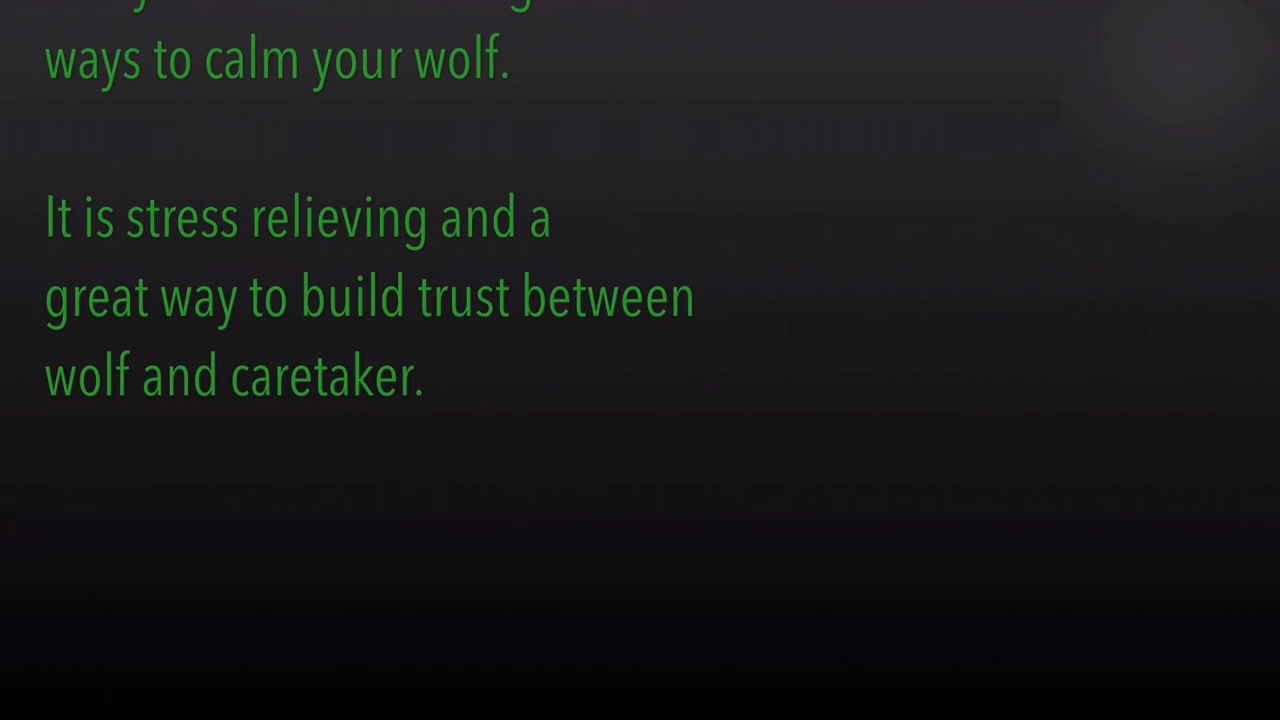 ways to calm your wolf.
It is stress relieving and a
great way to build trust between
wolf and caretaker.